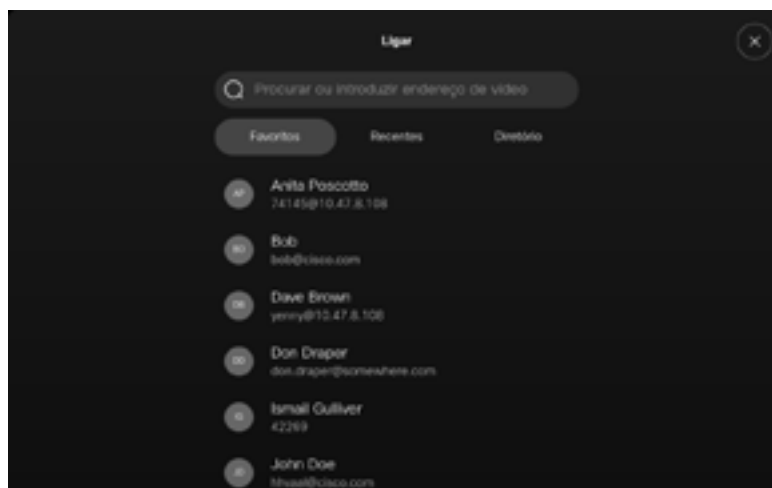 Ligar
Procurar ou introduzir endereço de vídeo
Favoritos Recentes Diretório
AP
Anita Poscotto
74145@10.47.8.108
BO
Bob
bob@cisco.com
DB
Dave Brown
yenny@10.47.8.108
DD
Don Draper
don.draper@somewhere.com
Ismail Gulliver
42269
JD
John Doe